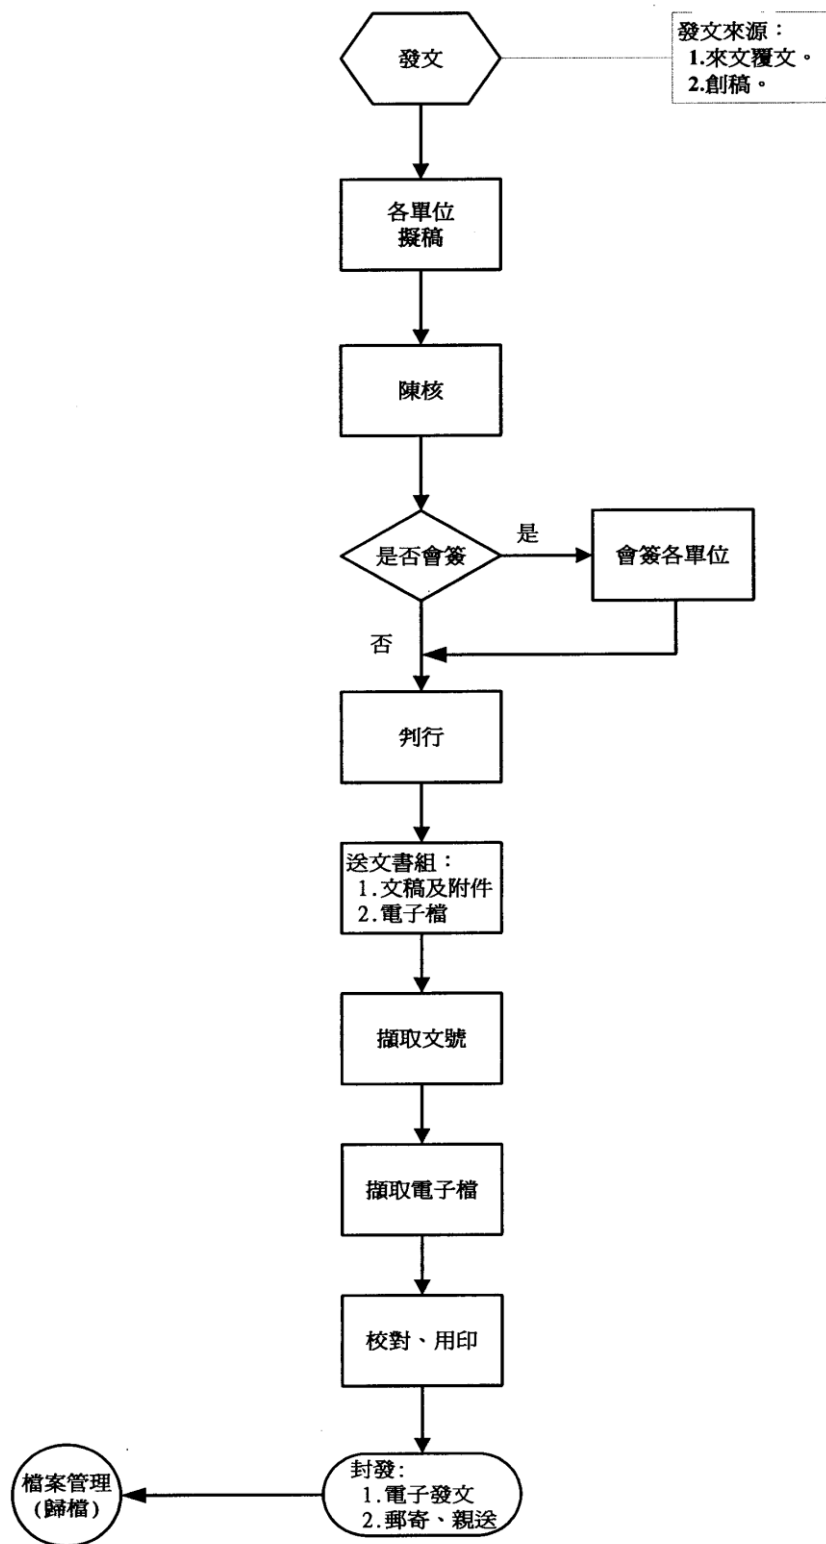 發文
發文來源：
1.來文覆文。
2.創稿。
各單位
擬稿
陳核
是否會簽
是
會簽各單位
否
判行
送文書組：
1.文稿及附件
2.電子檔
擷取文號
擷取電子檔
校對、用印
封發:
1.電子發文
2.郵寄、親送
檔案管理
(歸檔)